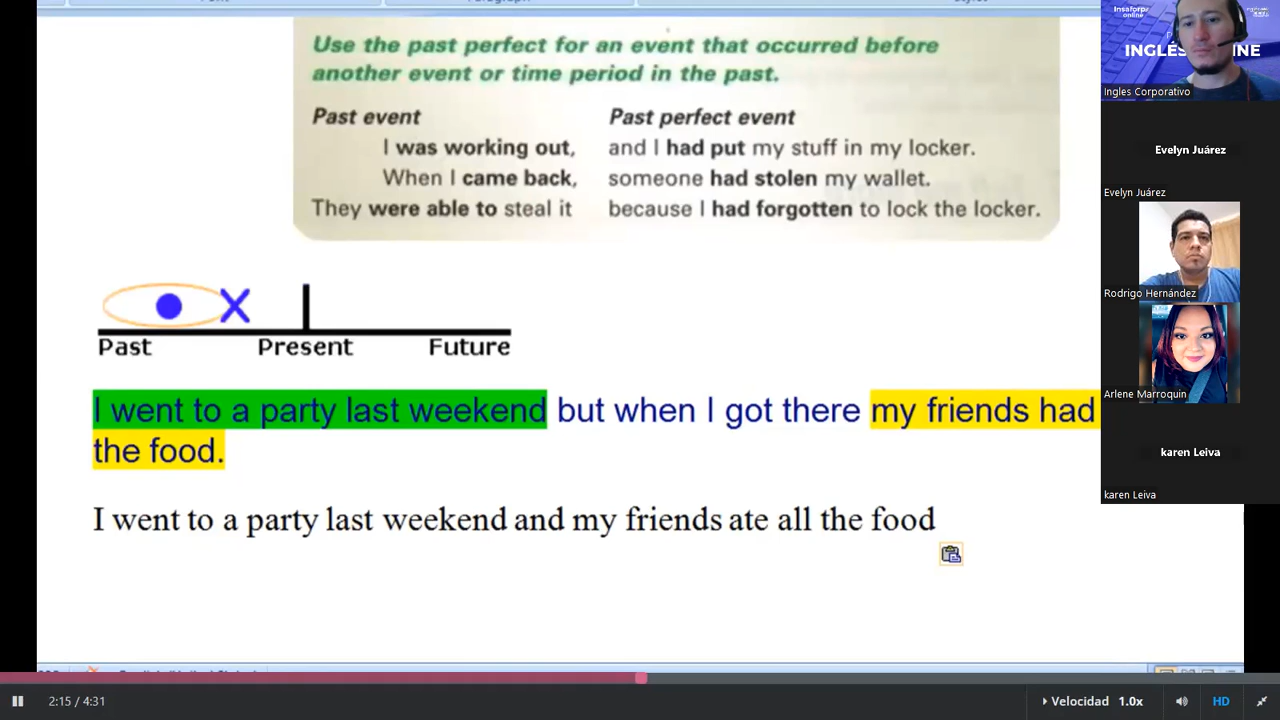 Use the past perfect for an event that occurred before
another event or time period in the past.
Past event Past perfect event
I was working out, and I had put my stuff in my locker.
When I came back, someone had stolen my wallet.
They were able to steal it because I had forgotten to lock the locker.
Past Present Future
I went to a party last weekend but when I got there my friends had
the food.
I went to a party last weekend and my friends ate all the food
Insaforp
online
INGLÉS INE
Ingles Corporativo
Evelyn Juárez
Evelyn Juárez
Rodrigo Hernández
Arlene Marroquin
karen Leiva
karen Leiva
2:15 / 4:31
Velocidad 1.0x
HD